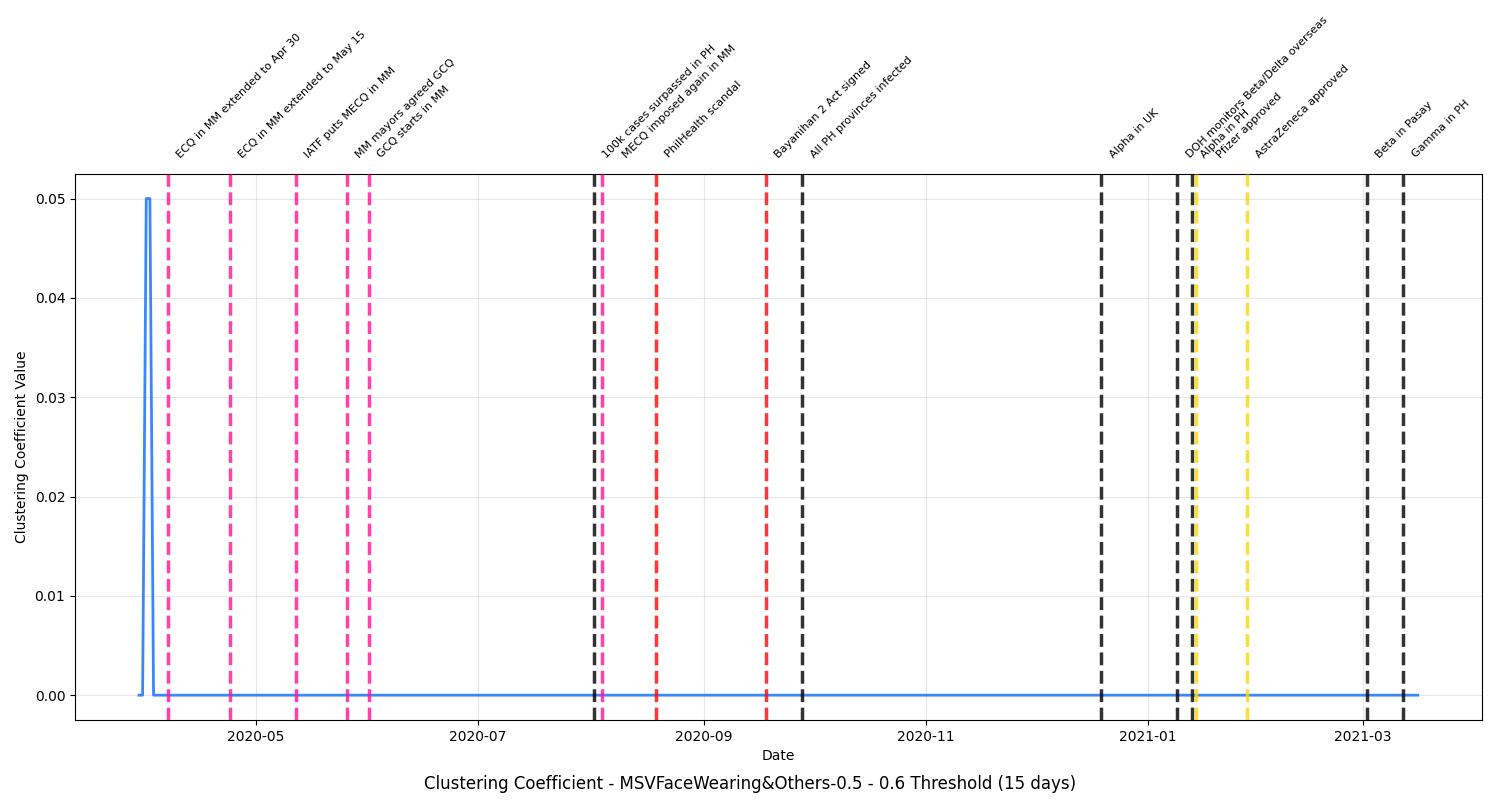 ECQ in MM extended to Apr 30
ECQ in MM extended to May 15
IATF puts MECQ in MM
MM mayors agreed GCQ
GCQ starts in MM
100k cases surpassed in PH
MECQ imposed again in MM
PhilHealth scandal
Bayanihan 2 Act signed
All PH provinces infected
Alpha in UK
DOH monitors Beta/Delta overseas
Alpha in PH
Pfizer approved
AstraZeneca approved
Beta in Pasay
Gamma in PH
Clustering Coefficient Value
0.05
0.04
0.03
0.02
0.01
0.00
2020-05
2020-07
2020-09
2020-11
2021-01
2021-03
Date
Clustering Coefficient - MSVFaceWearing&Others-0.5 - 0.6 Threshold (15 days)